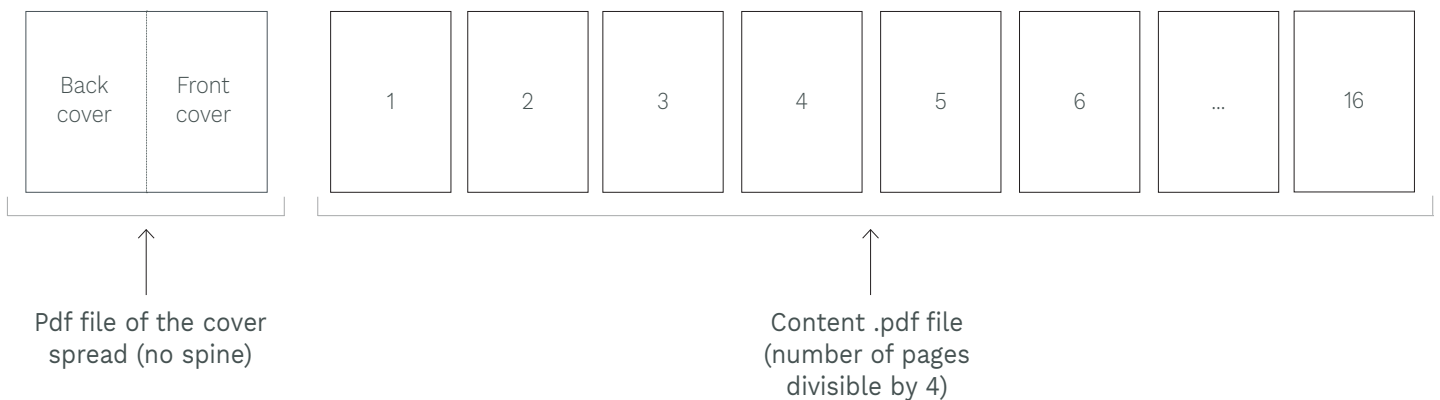 Back
cover
Front
cover
1
2
3
4
5
6
...
16
Pdf file of the cover
spread (no spine)
Content .pdf file
(number of pages
divisible by 4)